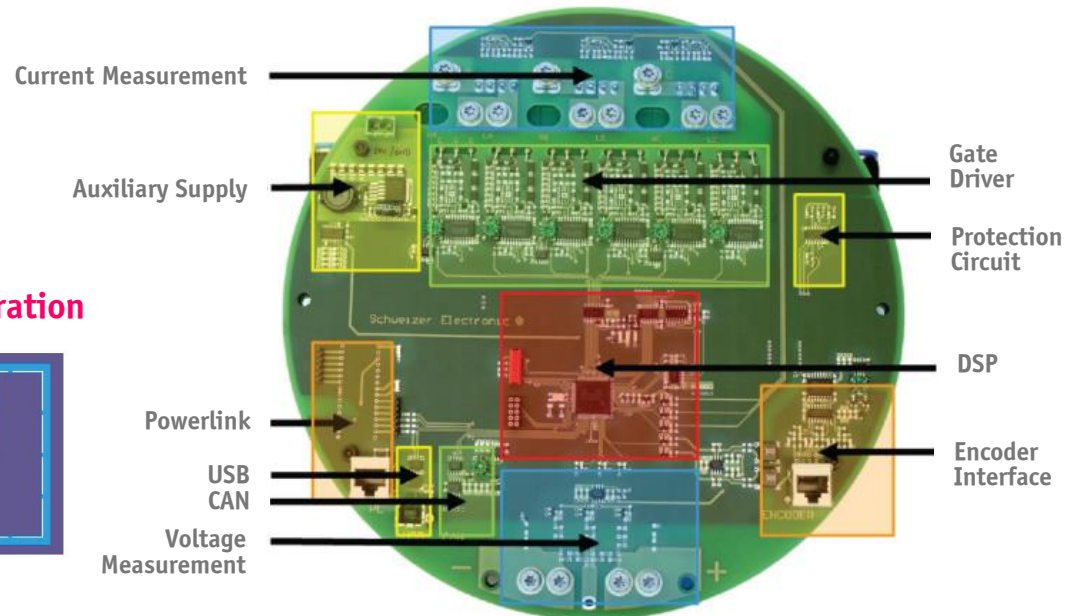 Current Measurement
Auxiliary Supply
Gate
Driver
Protection
Circuit
ration
Schweizer Electronic ®
DSP
Powerlink
USB
CAN
Voltage
Measurement
Encoder
Interface
ENCODER
− +